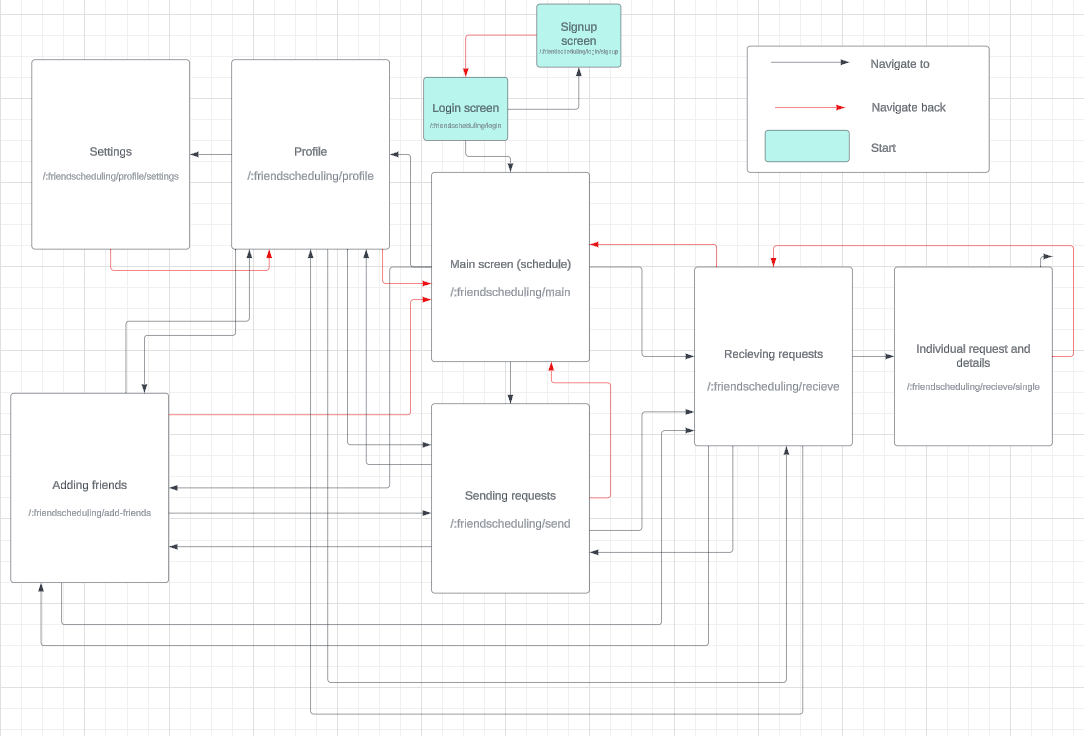 Signup
screen
/:friendscheduling/login/signup
Login screen
/:friendscheduling/login
Navigate to
Navigate back
Start
Settings
/:friendscheduling/profile/settings
Profile
/:friendscheduling/profile
Main screen (schedule)
/:friendscheduling/main
Recieving requests
/:friendscheduling/recieve
Individual request and
details
/:friendscheduling/recieve/single
Adding friends
/:friendscheduling/add-friends
Sending requests
/:friendscheduling/send